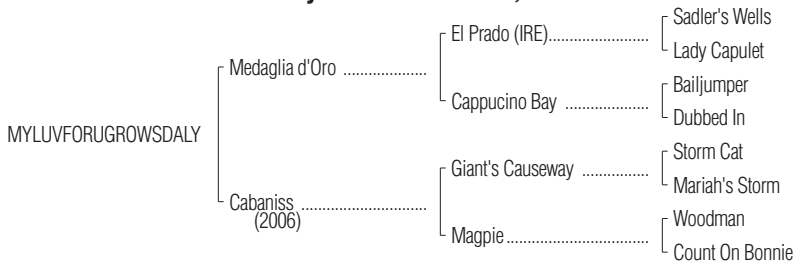 Sadler's Wells
El Prado (IRE)
Lady Capulet
Medaglia d'Oro
Bailjumper
Cappucino Bay
Dubbed In
MYLUVFORUGROWSDALY
Storm Cat
Giant's Causeway
Mariah's Storm
Cabaniss
(2006)
Woodman
Magpie
Count On Bonnie